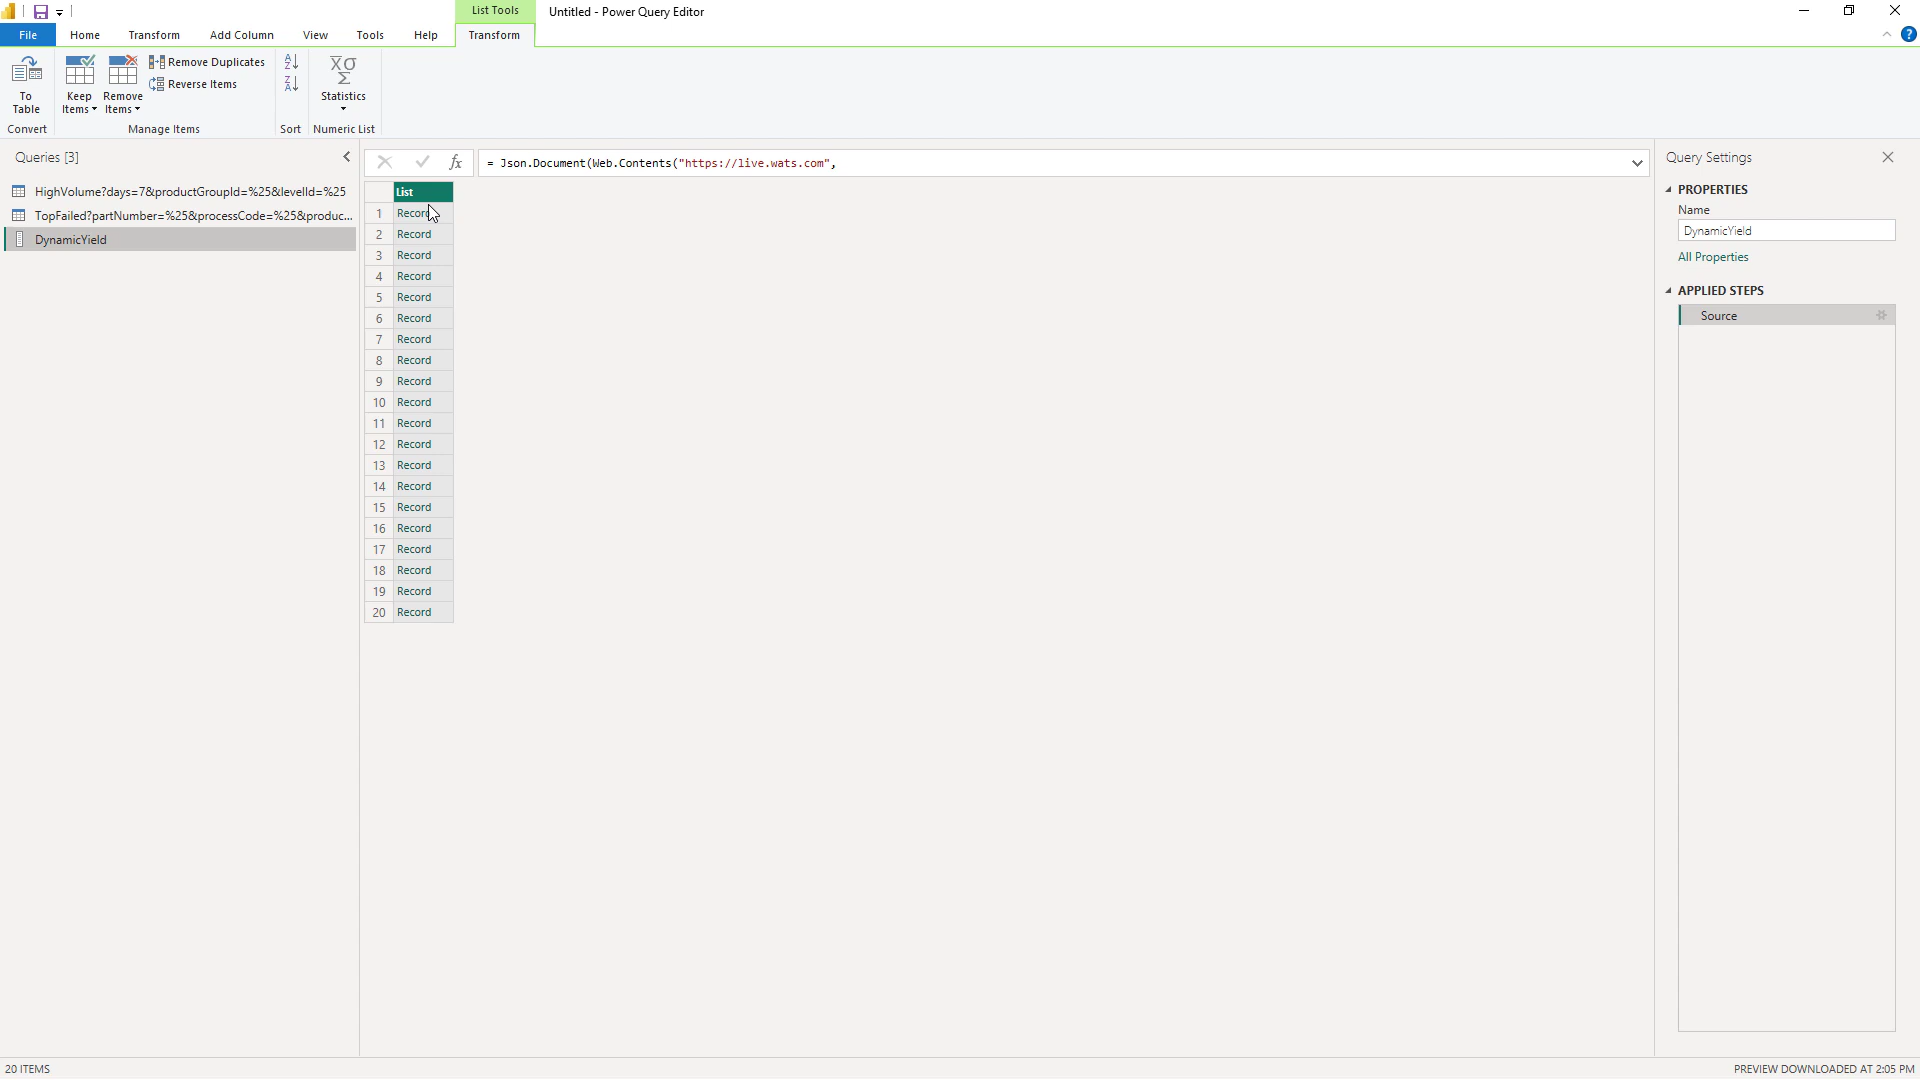 List Tools
Untitled - Power Query Editor
File
Home
Transform
Add Column
View
Tools
Help
Transform
To
Table
Keep
Items
Remove
Items
Remove Duplicates
Reverse Items
Statistics
Convert
Manage Items
Sort
Numeric List
Queries [3]
HighVolume?days=7&productGroupId=%25&levelId=%25
TopFailed?partNumber=%25&processCode=%25&produc...
DynamicYield
= Json.Document(Web.Contents("https://live.wats.com",
List
1 Record
2 Record
3 Record
4 Record
5 Record
6 Record
7 Record
8 Record
9 Record
10 Record
11 Record
12 Record
13 Record
14 Record
15 Record
16 Record
17 Record
18 Record
19 Record
20 Record
Query Settings
PROPERTIES
Name
DynamicYield
All Properties
APPLIED STEPS
Source
20 ITEMS
PREVIEW DOWNLOADED AT 2:05 PM